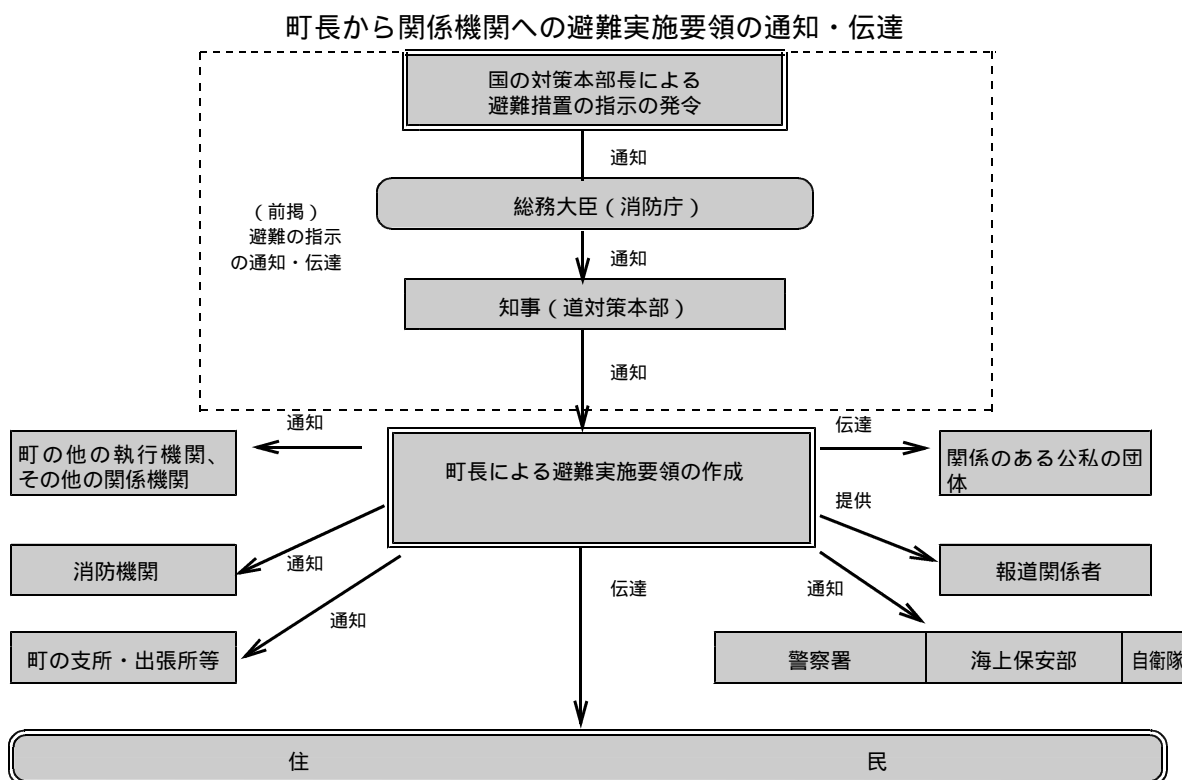 町長から関係機関への避難実施要領の通知・伝達
国の対策本部長による
避難措置の指示の発令
通知
総務大臣(消防庁)
(前掲)
避難の指示
の通知・伝達
通知
知事(道対策本部)
通知
通知
伝達
町の他の執行機関、
その他の関係機関
町長による避難実施要領の作成
関係のある公私の団
体
提供
消防機関
通知
伝達
通知
報道関係者
通知
町の支所・出張所等
警察署
海上保安部
自衛隊
住 民